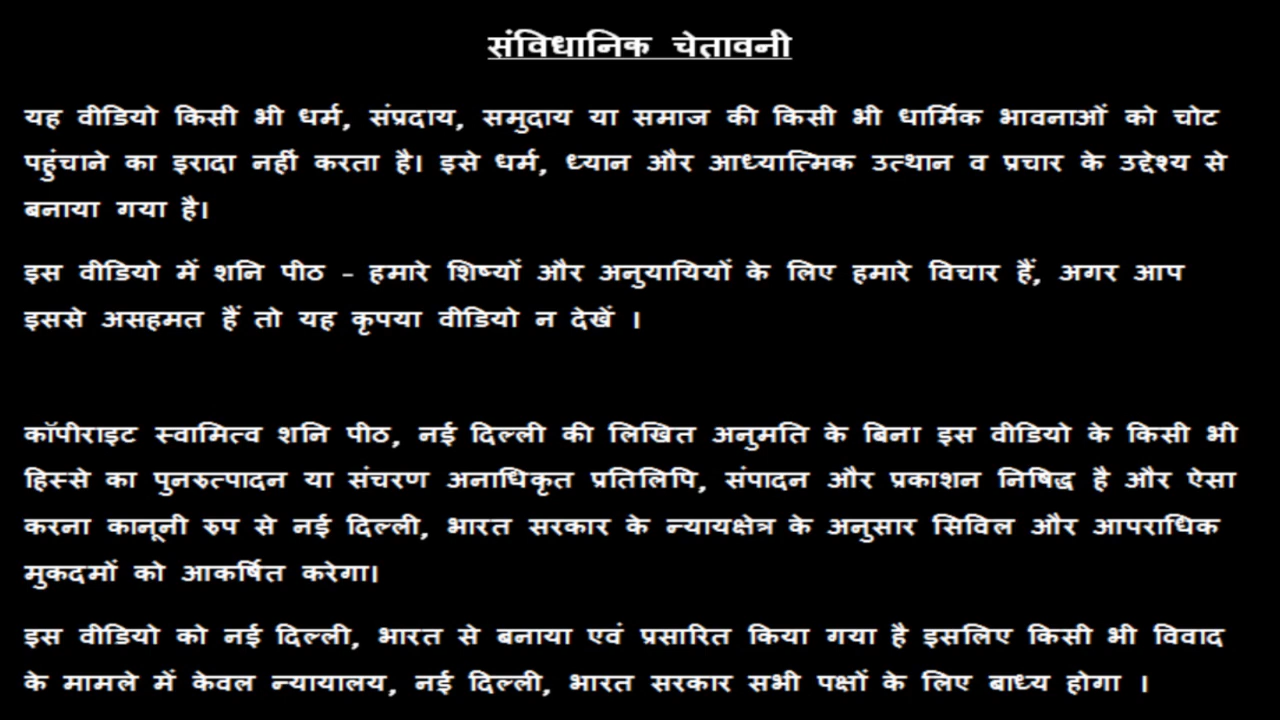 संविधानिक चेतावनी
यह वीडियो किसी भी धर्म, संप्रदाय, समुदाय या समाज की किसी भी धार्मिक भावनाओं को चोट
पहुंचाने का इरादा नहीं करता है। इसे धर्म, ध्यान और आध्यात्मिक उत्थान व प्रचार के उद्देश्य से
बनाया गया है।
इस वीडियो में शनि पीठ – हमारे शिष्यों और अनुयायियों के लिए हमारे विचार हैं, अगर आप
इससे असहमत हैं तो यह कृपया वीडियो न देखें ।
कॉपीराइट स्वामित्व शनि पीठ, नई दिल्ली की लिखित अनुमति के बिना इस वीडियो के किसी भी
हिस्से का पुनरुत्पादन या संचरण अनाधिकृत प्रतिलिपि, संपादन और प्रकाशन निषिद्ध है और ऐसा
करना कानूनी रुप से नई दिल्ली, भारत सरकार के न्यायक्षेत्र के अनुसार सिविल और आपराधिक
मुकदमों को आकर्षित करेगा।
इस वीडियो को नई दिल्ली, भारत से बनाया एवं प्रसारित किया गया है इसलिए किसी भी विवाद
के मामले में केवल न्यायालय, नई दिल्ली, भारत सरकार सभी पक्षों के लिए बाध्य होगा ।